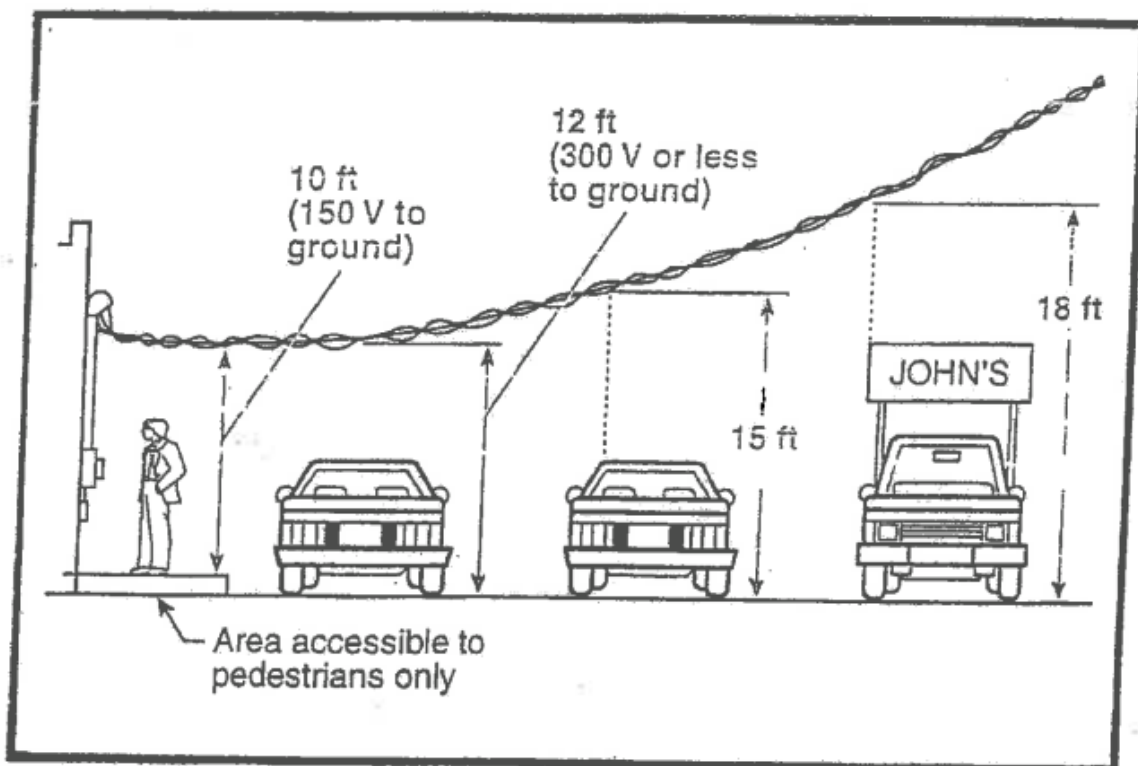 12 ft
(300 V or less
to ground)
10 ft
(150 V to
ground)
18 ft
JOHN'S
15 ft
Area accessible to
pedestrians only